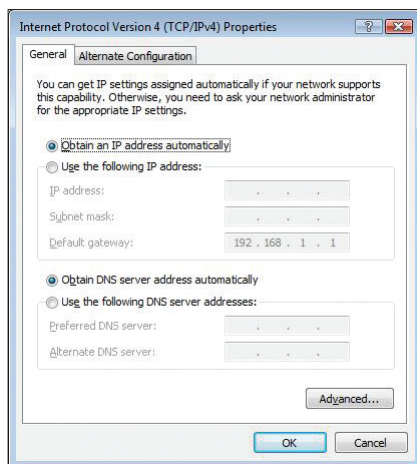 Internet Protocol Version 4 (TCP/IPv4) Properties
General
Alternate Configuration
You can get IP settings assigned automatically if your network supports
this capability. Otherwise, you need to ask your network administrator
for the appropriate IP settings.
Obtain an IP address automatically
Use the following IP address:
IP address: . . .
Subnet mask: . . .
Default gateway: 192 . 168 . 1 . 1
Obtain DNS server address automatically
Use the following DNS server addresses:
Preferred DNS server: . . .
Alternate DNS server: . . .
Advanced...
OK
Cancel